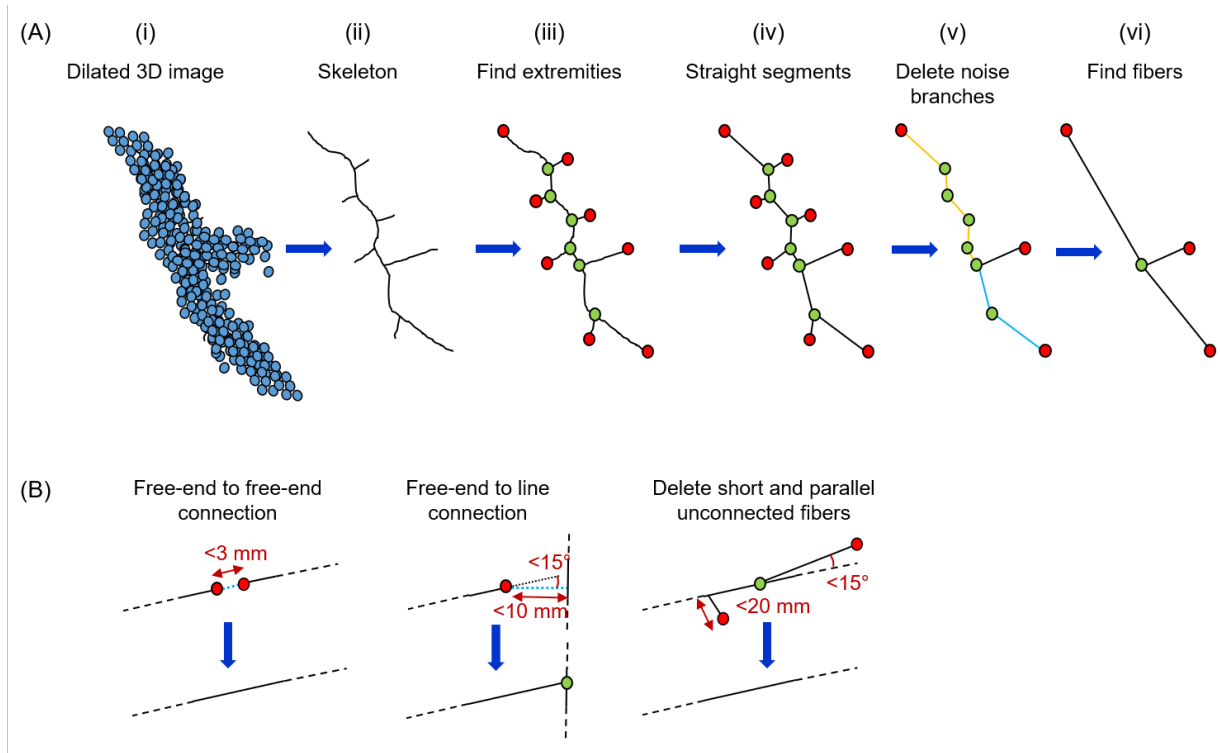 (A)
(i)
(ii)
(iii)
(iv)
(v)
(vi)
Dilated 3D image
Skeleton
Find extremities
Straight segments
Delete noise
branches
Find fibers
(B)
Free-end to free-end
connection
Free-end to line
connection
Delete short and parallel
unconnected fibers
<3 mm
<15°
<10 mm
<15°
<20 mm